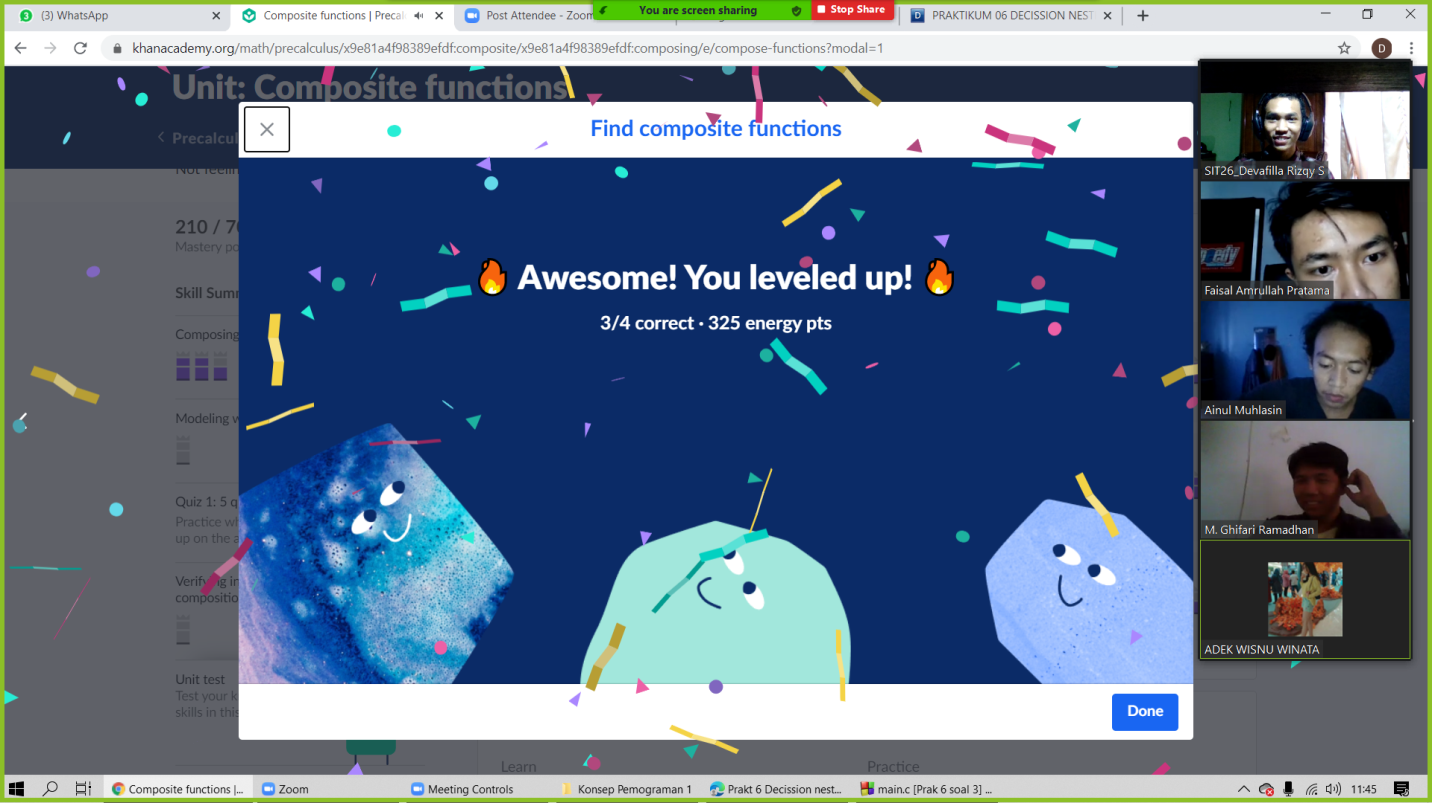 (3) WhatsApp
Composite functions | Precal
Post Attendee - Zoom
You are screen sharing
Stop Share
PRAKTIKUM 06 DECISSION NEST
khanacademy.org/math/precalculus/x9e81a4f98389efdf:composite/x9e81a4f98389efdf:composing/e/compose-functions?modal=1
D
Unit: Composite functions
Precalcul
Find composite functions
Not feelin
210 / 70
Mastery po
Skill Summ
Composing
Modeling w
Quiz 1: 5 q
Practice wh
up on the a
Verifying in
compositio
Unit test
Test your k
skills in this
Awesome! You leveled up!
3/4 correct · 325 energy pts
Done
Learn
Practice
SIT26_Devafilla Rizqy S
Faisal Amrullah Pratama
Ainul Muhlasin
M. Ghifari Ramadhan
ADEK WISNU WINATA
Composite functions |...
Zoom
Meeting Controls
Konsep Pemograman 1
Prakt 6 Decission nest...
main.c [Prak 6 soal 3] ...
11:45